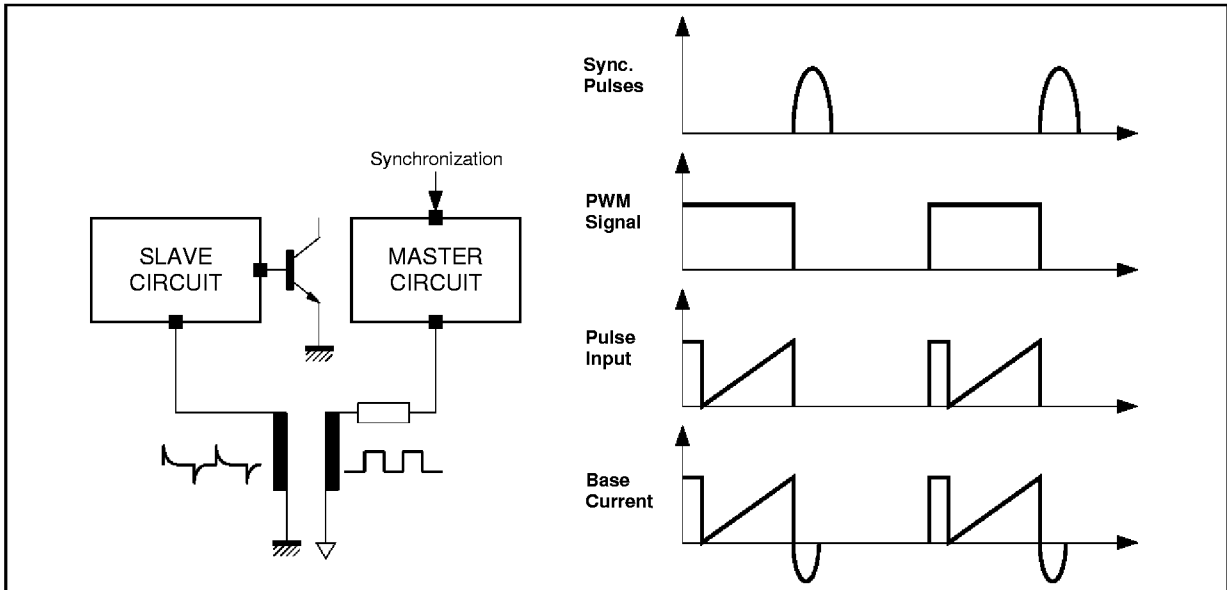 Synchronization
SLAVE
CIRCUIT
MASTER
CIRCUIT
Sync.
Pulses
PWM
Signal
Pulse
Input
Base
Current